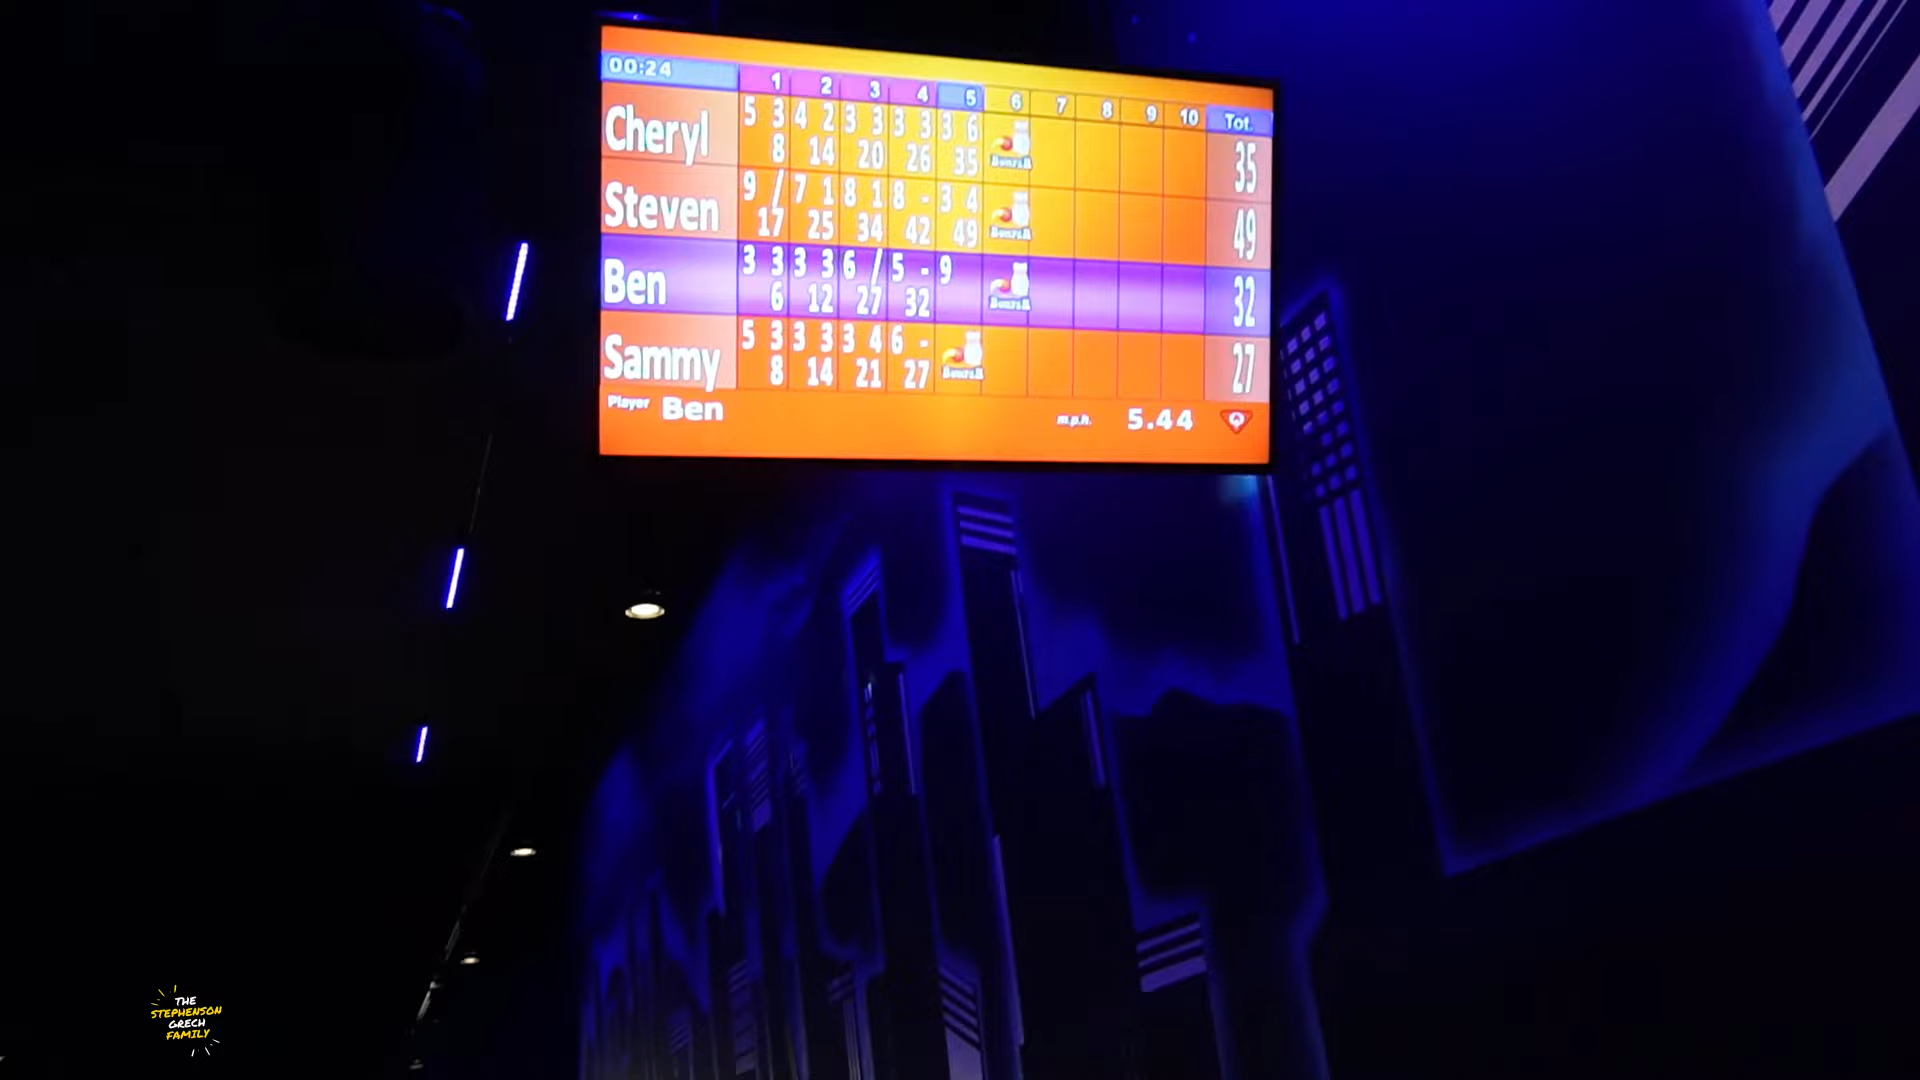 00:24 1 2 3 4 5 6 7 8 9 10 Tot.
Cheryl 5 3 4 2 3 3 3 3 3 6
8 14 20 26 35 35
Steven 9 / 7 1 8 1 8 - 3 4
17 25 34 42 49 49
Ben 3 3 3 3 6 / 5 - 9
6 12 27 32 32
Sammy 5 3 3 3 3 4 6 -
8 14 21 27 27
Player Ben m.p.h. 5.44
THE
STEPHENSON
GRECH
FAMILY